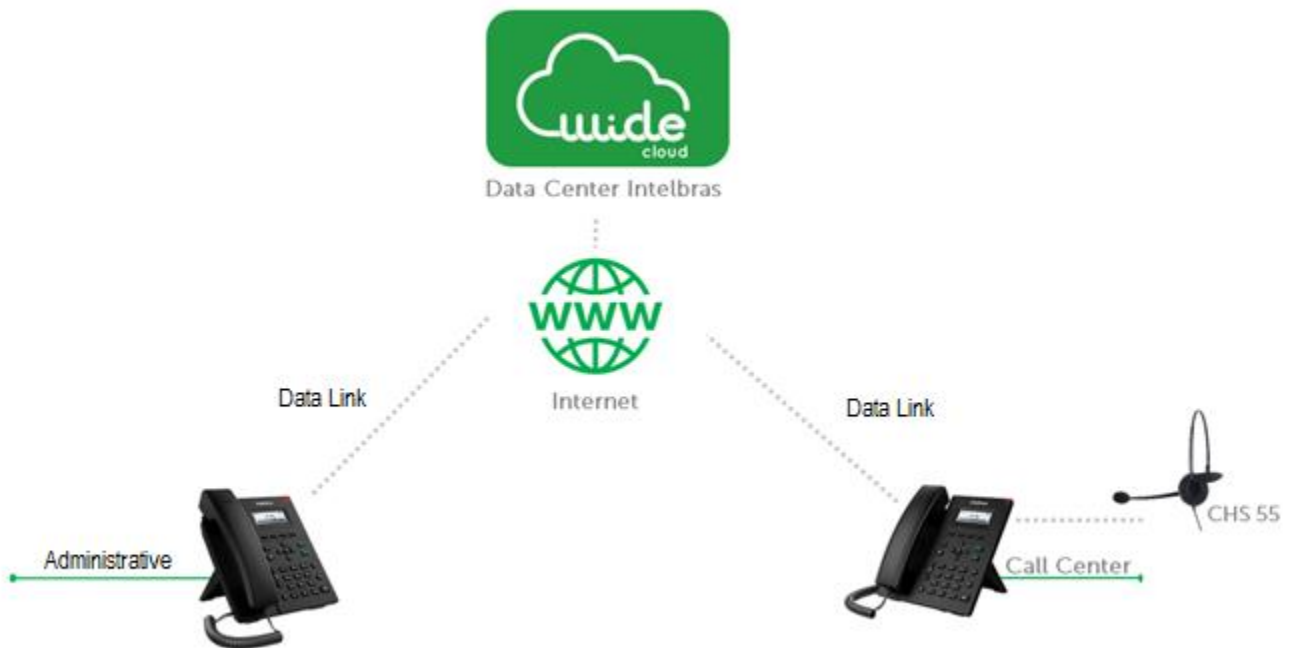 wide
cloud
Data Center Intelbras
WWW
Internet
Data Link
Data Link
CHS 55
Administrative
Call Center